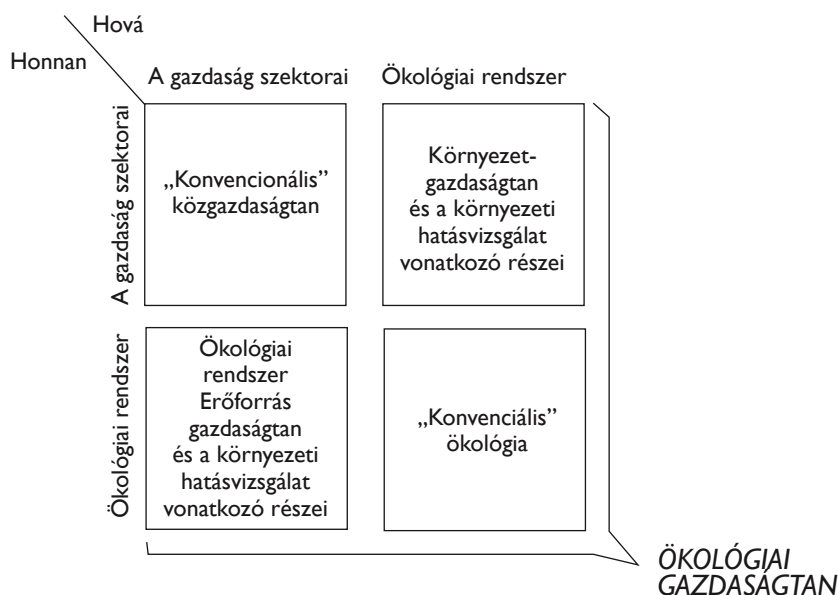 Hová
Honnan
A gazdaság szektorai
Ökológiai rendszer
A gazdaság szektorai
„Konvencionális”
közgazdaságtan
Környezet-
gazdaságtan
és a környezeti
hatásvizsgálat
vonatkozó részei
Ökológiai rendszer
Ökológiai
rendszer
Erőforrás
gazdaságtan
és a környezeti
hatásvizsgálat
vonatkozó részei
„Konvenciális”
ökológia
ÖKOLÓGIAI
GAZDASÁGTAN